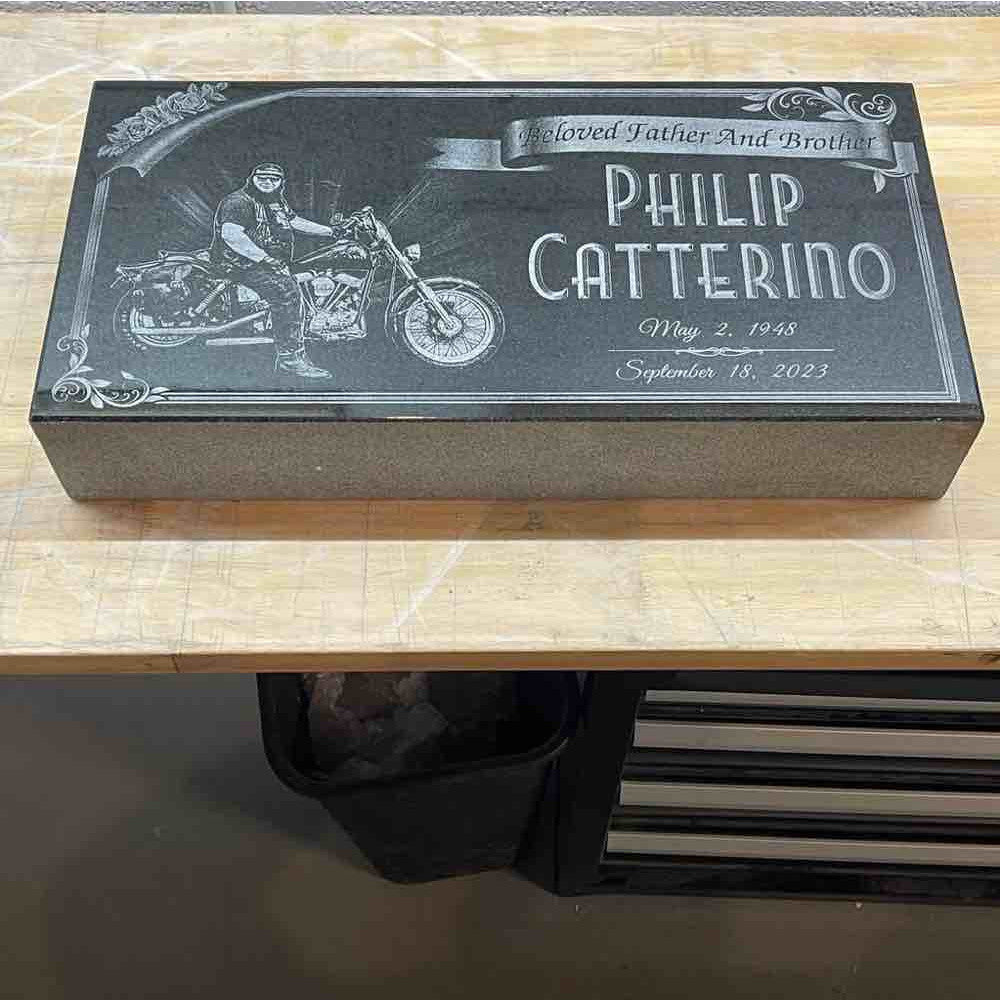 Beloved Father And Brother
PHILIP
CATTERINO
May 2, 1948
September 18, 2023